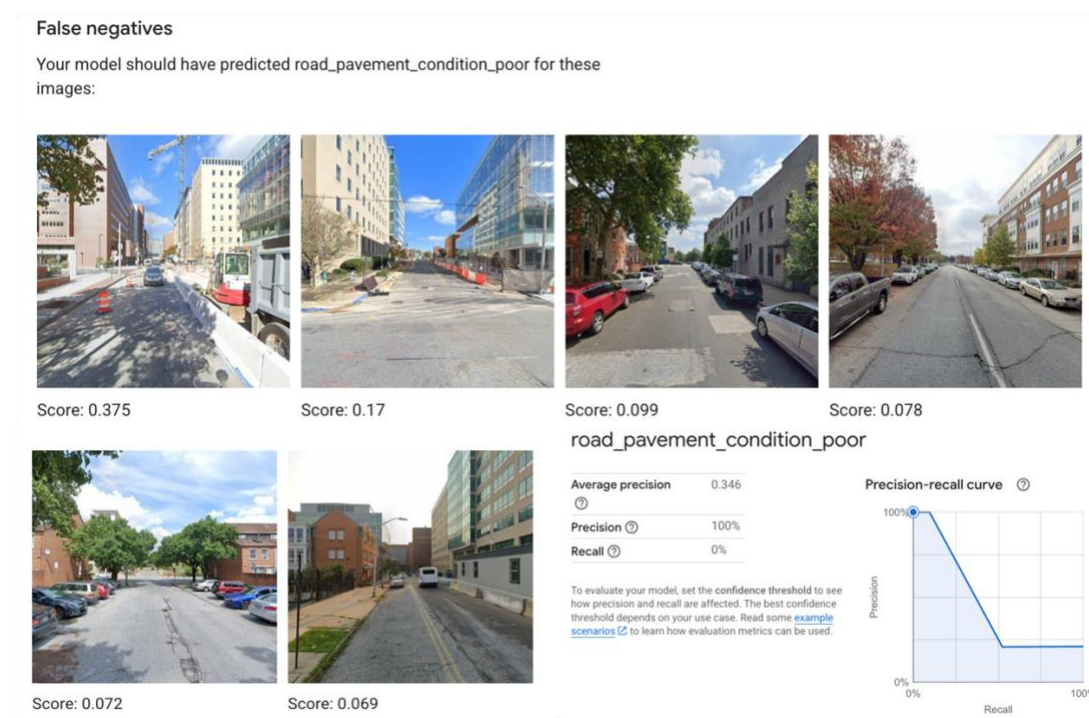 False negatives
Your model should have predicted road_pavement_condition_poor for these
images:
Score: 0.375
Score: 0.17
Score: 0.099
Score: 0.078
road_pavement_condition_poor
Average precision 0.346
Precision 100%
Recall 0%
To evaluate your model, set the confidence threshold to see
how precision and recall are affected. The best confidence
threshold depends on your use case. Read some example
scenarios to learn how evaluation metrics can be used.
Precision-recall curve
100%
Precision
0%
0%
100%
Recall
Score: 0.072
Score: 0.069